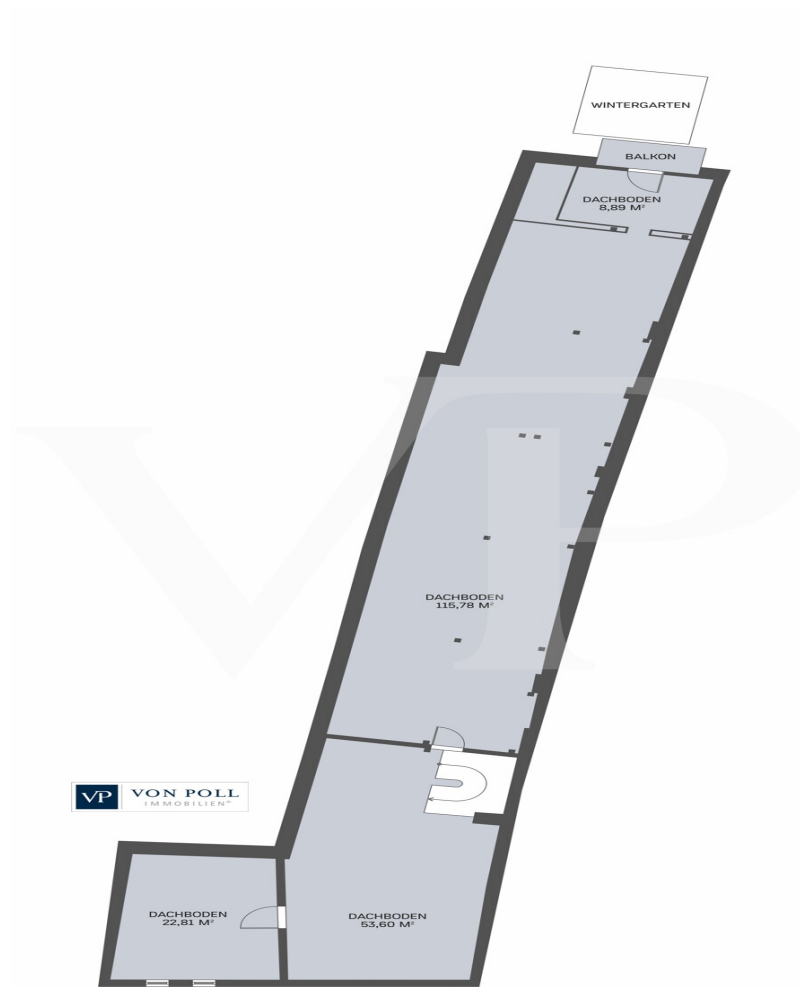 WINTERGARTEN
BALKON
DACHBODEN
8,89 M²
DACHBODEN
115,78 M²
VP
VP
VON POLL
IMMOBILIEN®
DACHBODEN
22,81 M²
DACHBODEN
53,60 M²